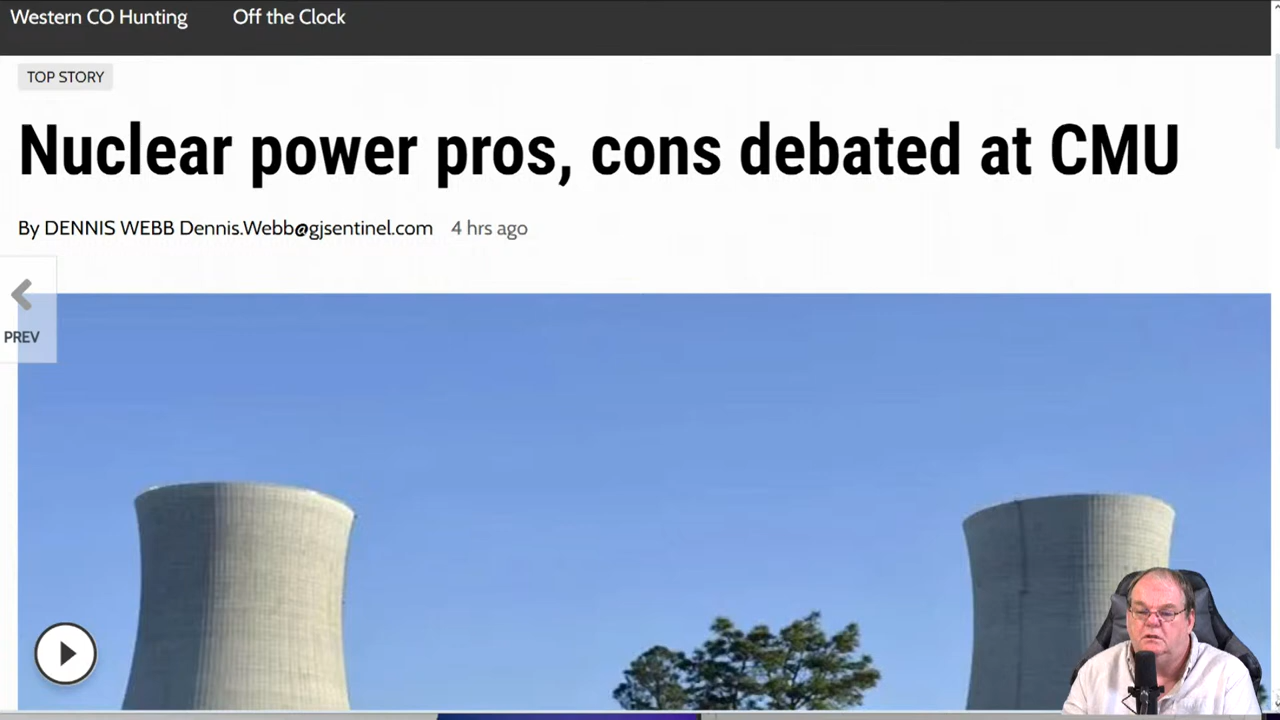 Western CO Hunting Off the Clock
TOP STORY
Nuclear power pros, cons debated at CMU
By DENNIS WEBB Dennis.Webb@gjsentinel.com 4 hrs ago
PREV